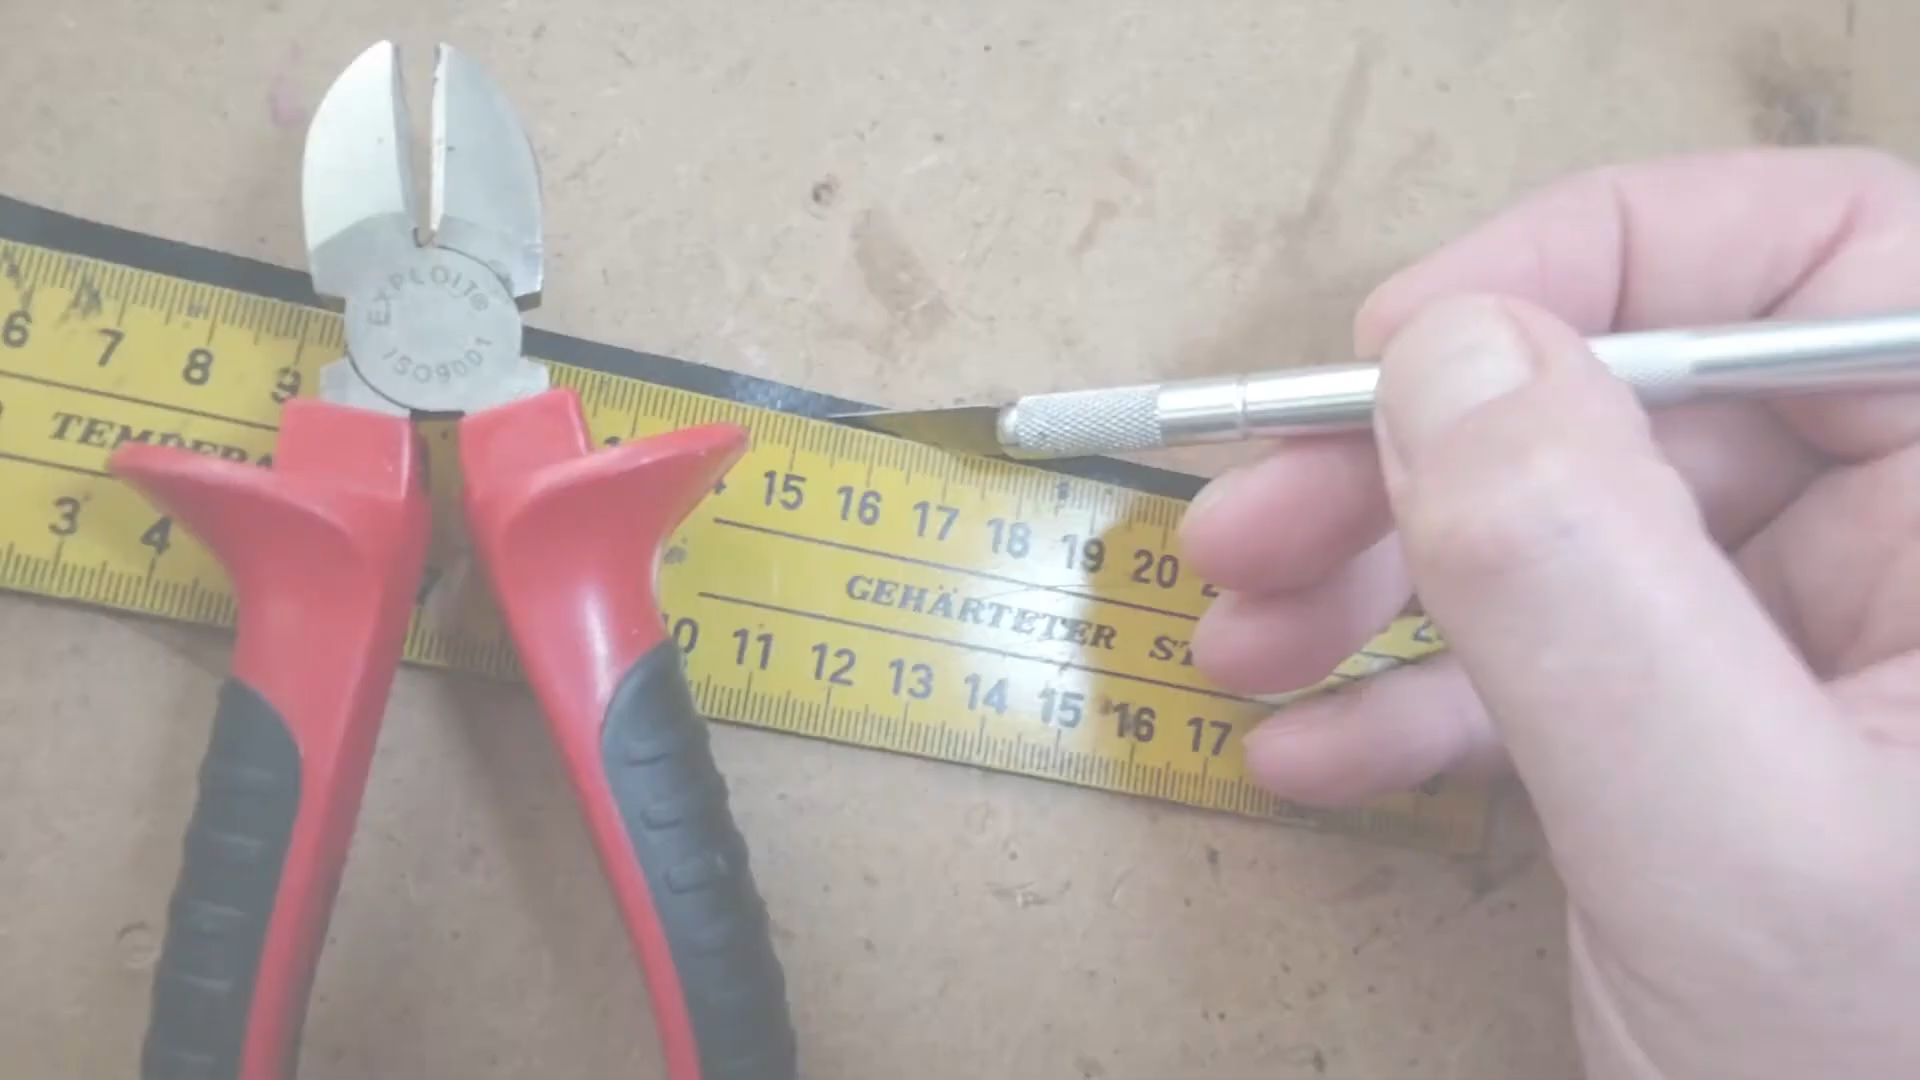 EXPLOIT®
ISO9001
6 7 8 9 15 16 17 18 19 20
TEMPERA
GEHÄRTETER ST
3 4 10 11 12 13 14 15 16 17